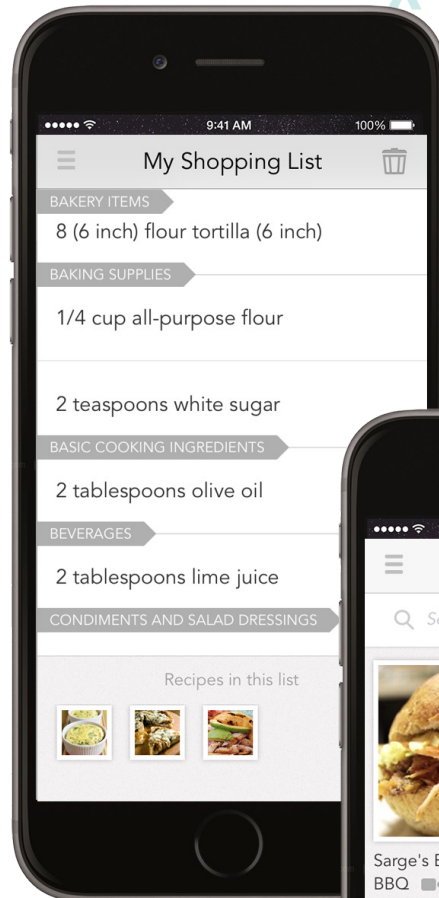 9:41 AM
100%
My Shopping List
BAKERY ITEMS
8 (6 inch) flour tortilla (6 inch)
BAKING SUPPLIES
1/4 cup all-purpose flour
2 teaspoons white sugar
BASIC COOKING INGREDIENTS
2 tablespoons olive oil
BEVERAGES
2 tablespoons lime juice
CONDIMENTS AND SALAD DRESSINGS
Recipes in this list
Sarge's
BBQ